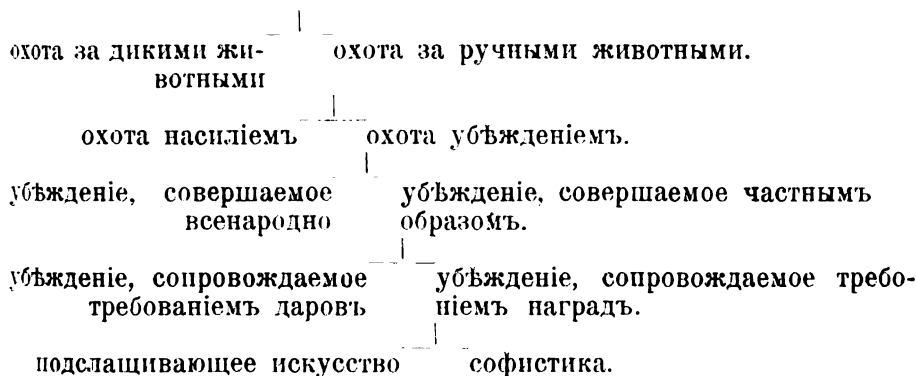 охота за дикими жи- охота за ручными животными.
вотными
охота насиліемъ охота убѣжденіемъ.
убѣжденіе, совершаемое убѣжденіе, совершаемое частнымъ
всенародно образомъ.
убѣжденіе, сопровождаемое убѣжденіе, сопровождаемое требо-
требованіемъ даровъ ніемъ наградъ.
подслащивающее искусство софистика.